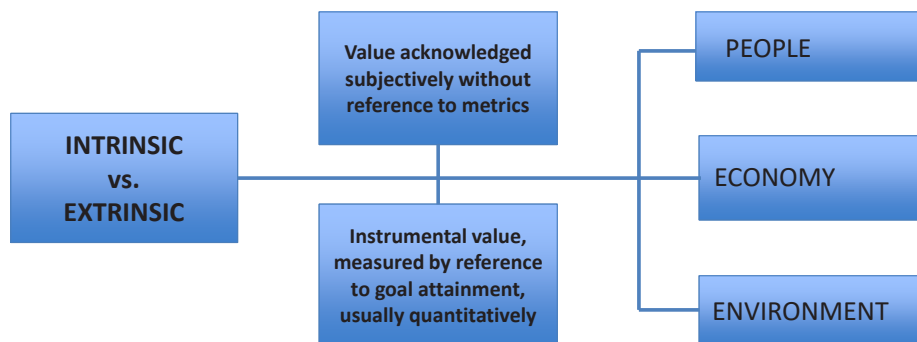 INTRINSIC
vs.
EXTRINSIC
Value acknowledged
subjectively without
reference to metrics
Instrumental value,
measured by reference
to goal attainment,
usually quantitatively
PEOPLE
ECONOMY
ENVIRONMENT